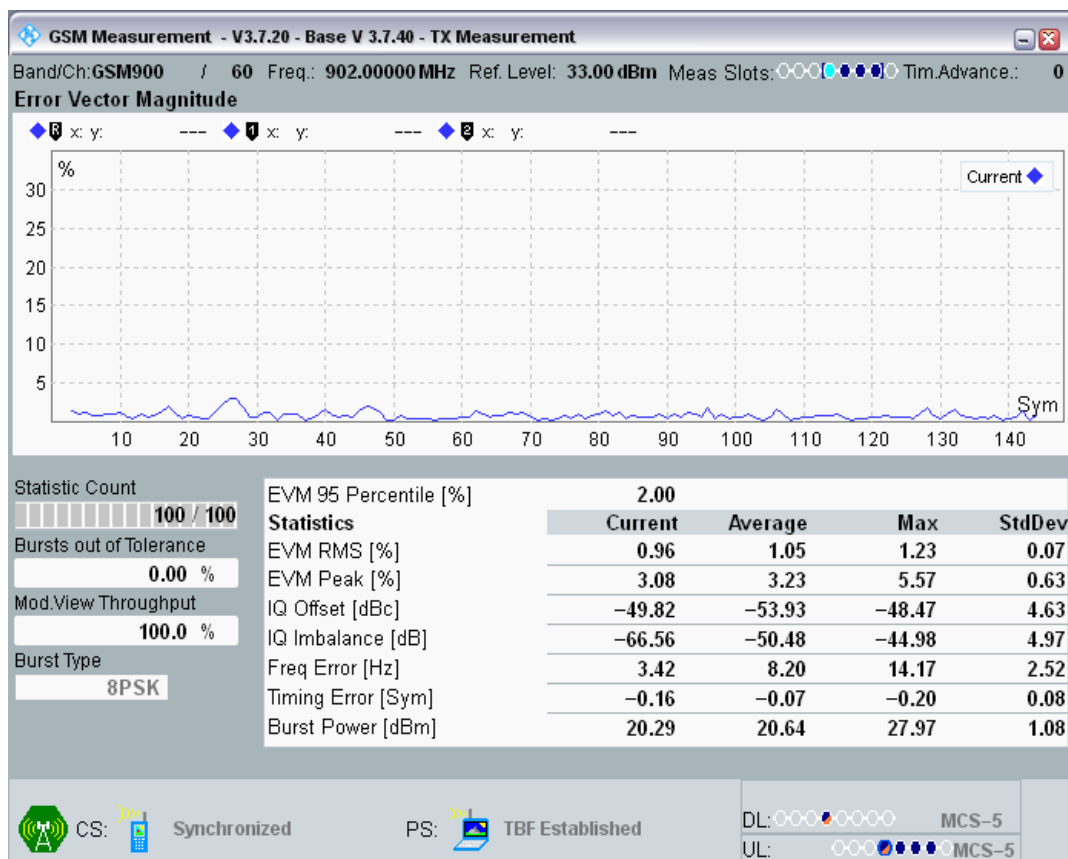 GSM Measurement - V3.7.20 - Base V 3.7.40 - TX Measurement
Band/Ch:GSM900 / 60 Freq.: 902.00000 MHz Ref. Level: 33.00 dBm Meas Slots: Tim.Advance.: 0
Error Vector Magnitude
R x: y: --- 1 x: y: --- 2 x: y: ---
%
Current
30
25
20
15
10
5
Sym
10 20 30 40 50 60 70 80 90 100 110 120 130 140
Statistic Count
100 / 100
Bursts out of Tolerance
0.00 %
Mod.View Throughput
100.0 %
Burst Type
8PSK
EVM 95 Percentile [%] 2.00
Statistics Current Average Max StdDev
EVM RMS [%] 0.96 1.05 1.23 0.07
EVM Peak [%] 3.08 3.23 5.57 0.63
IQ Offset [dBc] −49.82 −53.93 −48.47 4.63
IQ Imbalance [dB] −66.56 −50.48 −44.98 4.97
Freq Error [Hz] 3.42 8.20 14.17 2.52
Timing Error [Sym] −0.16 −0.07 −0.20 0.08
Burst Power [dBm] 20.29 20.64 27.97 1.08
CS: Synchronized PS: TBF Established
DL: MCS−5
UL: MCS−5